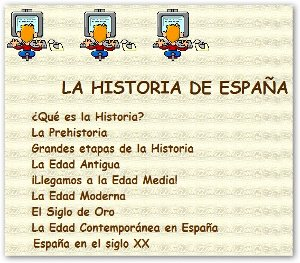 LA HISTORIA DE ESPAÑA
¿Qué es la Historia?
La Prehistoria
Grandes etapas de la Historia
La Edad Antigua
¡Llegamos a la Edad Media!
La Edad Moderna
El Siglo de Oro
La Edad Contemporánea en España
España en el siglo XX